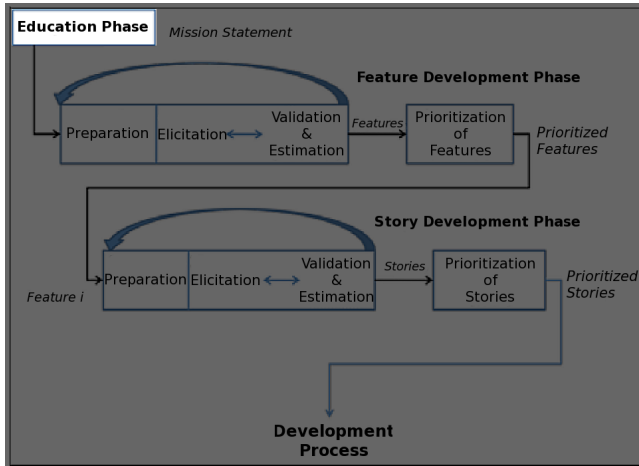 Education Phase
Mission Statement
Feature Development Phase
Preparation
Elicitation
Validation
&
Estimation
Features
Prioritization
of
Features
Prioritized
Features
Story Development Phase
Feature i
Preparation
Elicitation
Validation
&
Estimation
Stories
Prioritization
of
Stories
Prioritized
Stories
Development
Process